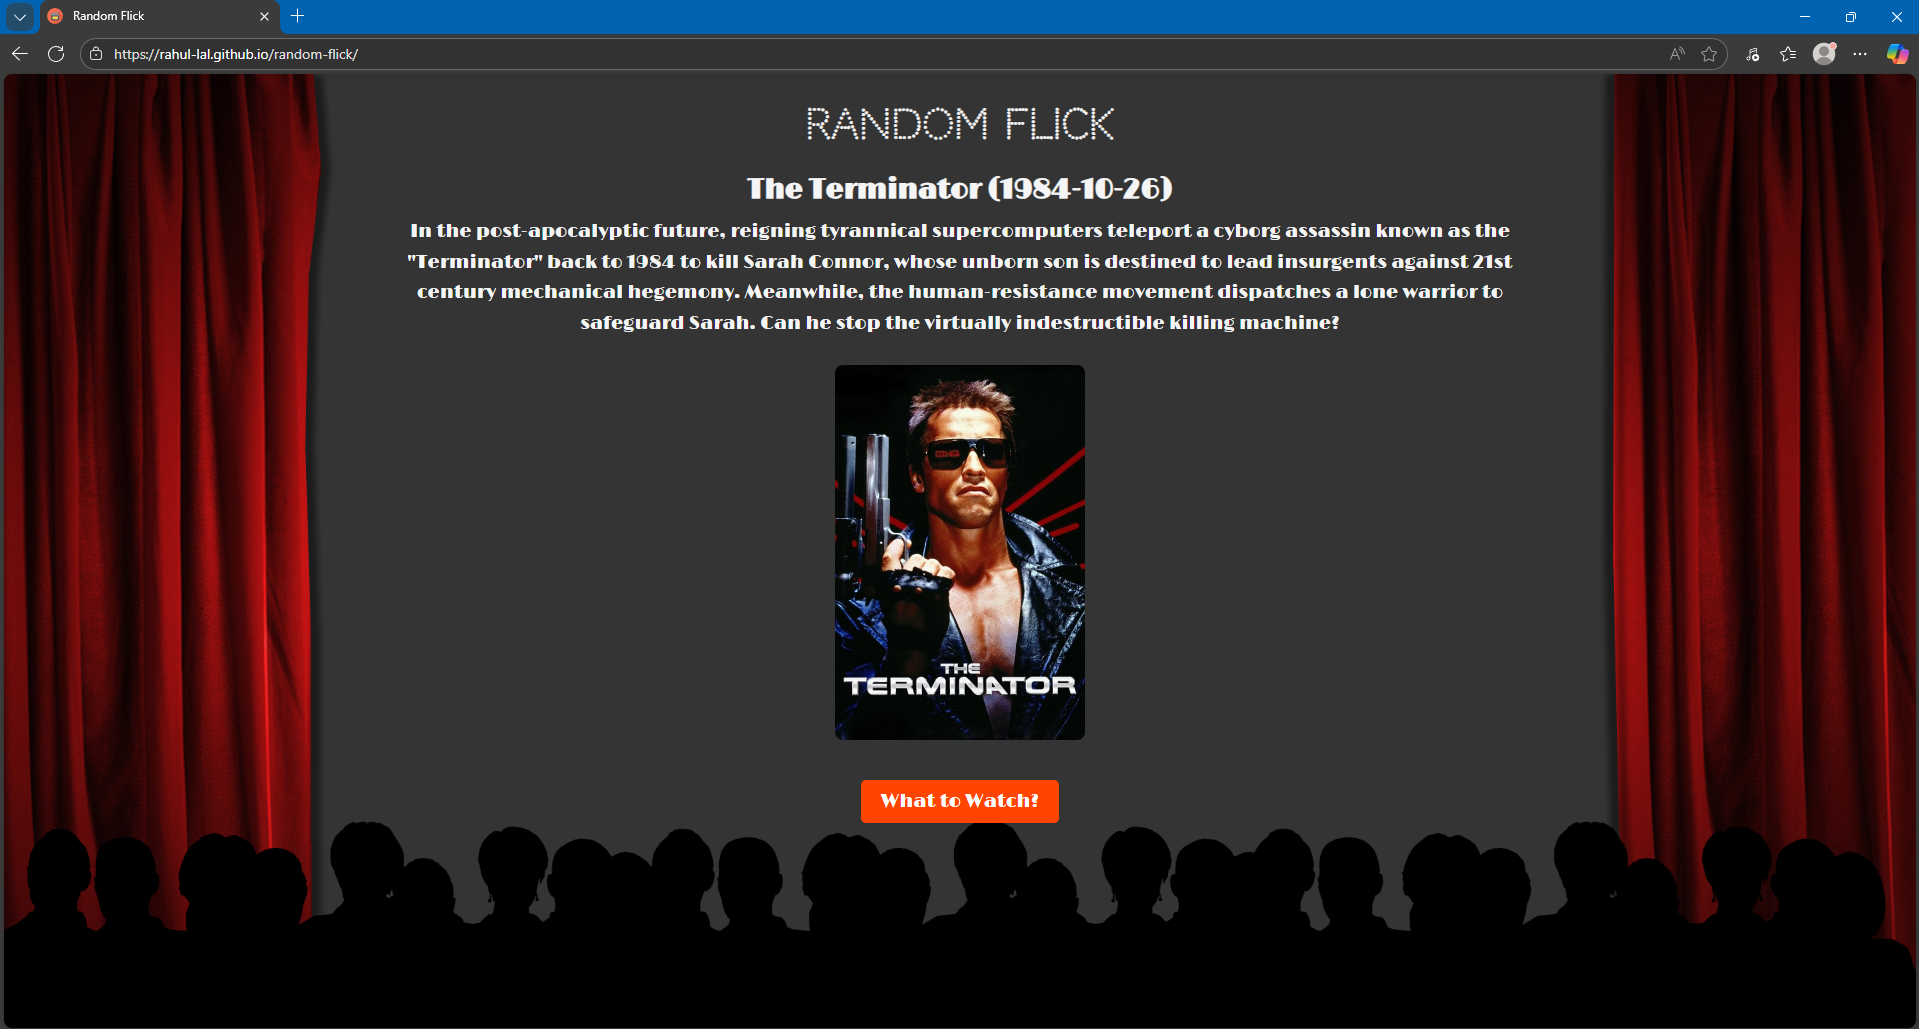 Random Flick
https://rahul-lal.github.io/random-flick/
RANDOM FLICK
The Terminator (1984-10-26)
In the post-apocalyptic future, reigning tyrannical supercomputers teleport a cyborg assassin known as the
"Terminator" back to 1984 to kill Sarah Connor, whose unborn son is destined to lead insurgents against 21st
century mechanical hegemony. Meanwhile, the human-resistance movement dispatches a lone warrior to
safeguard Sarah. Can he stop the virtually indestructible killing machine?
THE
TERMINATOR
What to Watch?